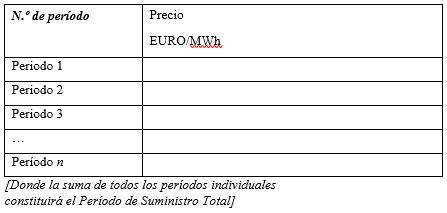 N.º de período Precio
EURO/MWh
Periodo 1
Periodo 2
Periodo 3
…
Período n
[Donde la suma de todos los períodos individuales
constituirá el Período de Suministro Total]